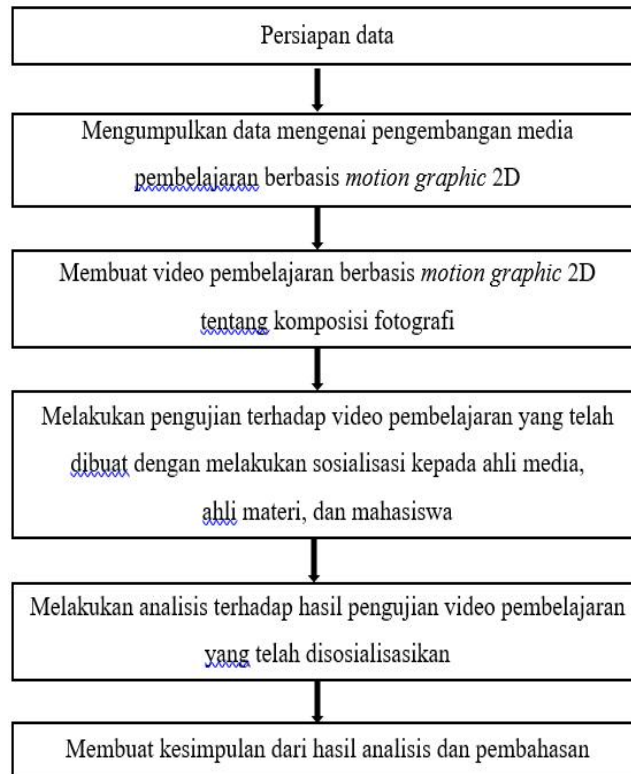 Persiapan data
Mengumpulkan data mengenai pengembangan media
pembelajaran berbasis motion graphic 2D
Membuat video pembelajaran berbasis motion graphic 2D
tentang komposisi fotografi
Melakukan pengujian terhadap video pembelajaran yang telah
dibuat dengan melakukan sosialisasi kepada ahli media,
ahli materi, dan mahasiswa
Melakukan analisis terhadap hasil pengujian video pembelajaran
yang telah disosialisasikan
Membuat kesimpulan dari hasil analisis dan pembahasan